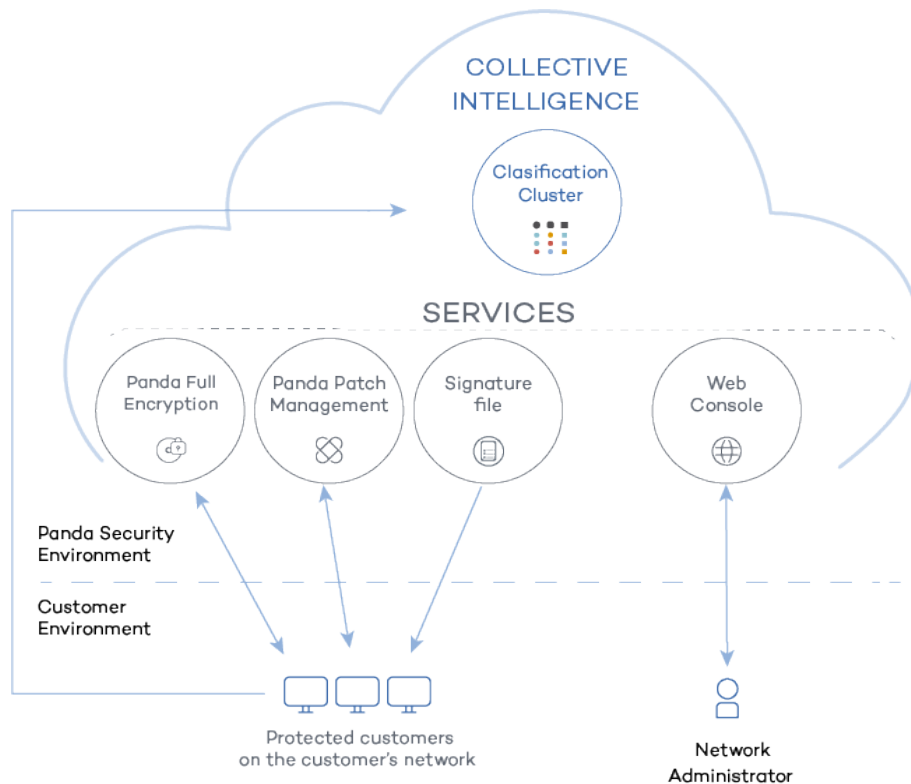 COLLECTIVE
INTELLIGENCE
Clasification
Cluster
SERVICES
Panda Full
Encryption
Panda Patch
Management
Signature
file
Web
Console
Panda Security
Environment
Customer
Environment
Protected customers
on the customer's network
Network
Administrator